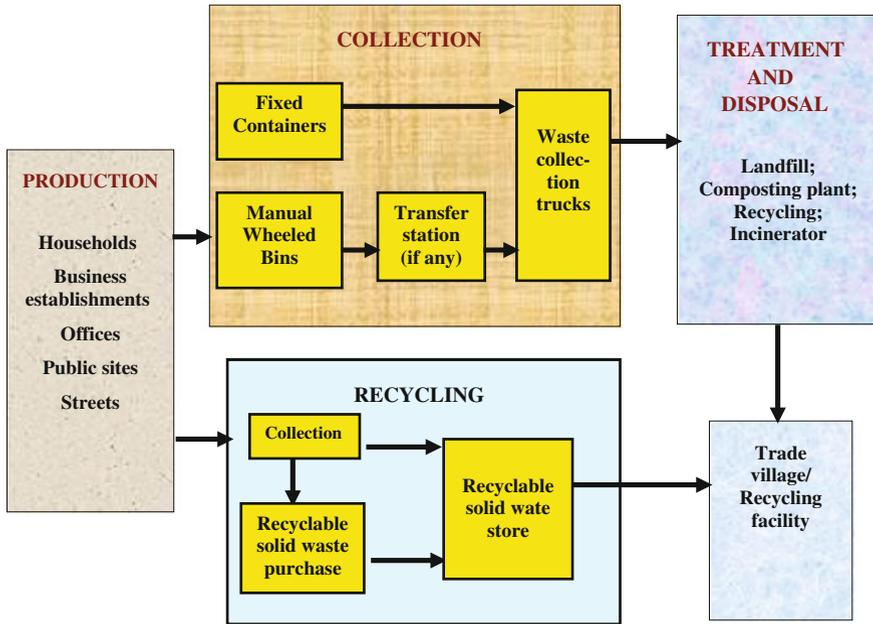 PRODUCTION
Households
Business
establishments
Offices
Public sites
Streets
COLLECTION
Fixed
Containers
Manual
Wheeled
Bins
Transfer
station
(if any)
Waste
collec-
tion
trucks
TREATMENT
AND
DISPOSAL
Landfill;
Composting plant;
Recycling;
Incinerator
RECYCLING
Collection
Recyclable
solid waste
purchase
Recyclable
solid wate
store
Trade
village/
Recycling
facility